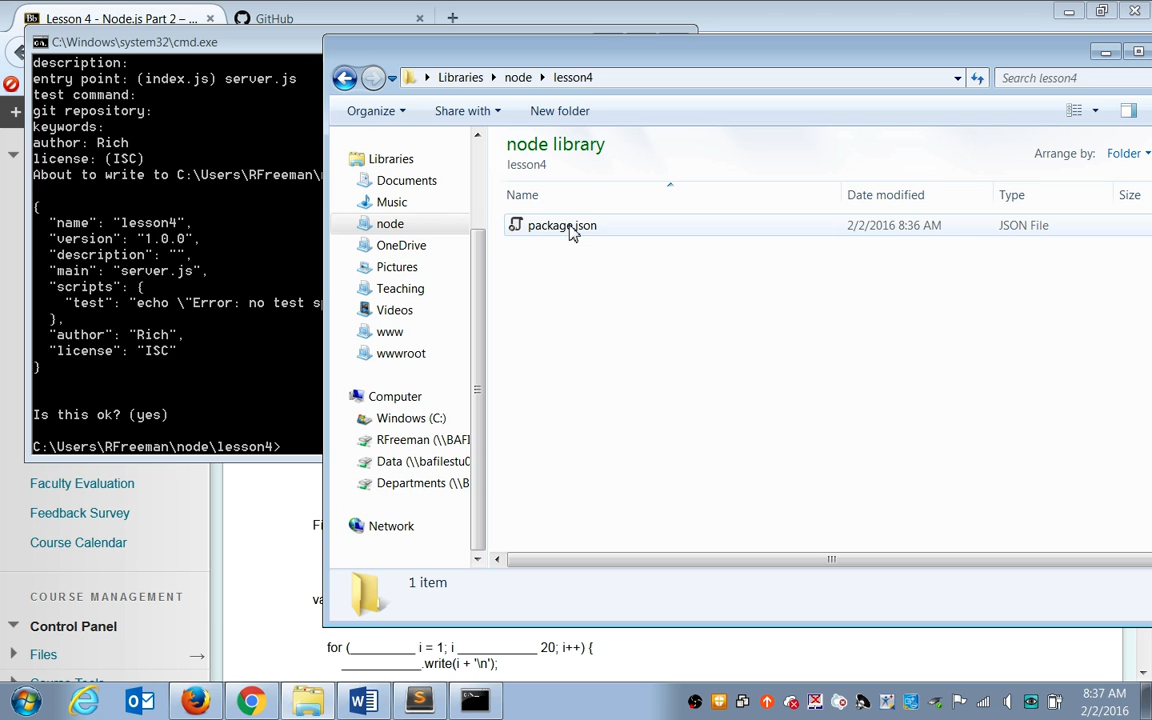 Lesson 4 - Node.js Part 2 – ...
GitHub
C:\Windows\system32\cmd.exe
description:
entry point: (index.js) server.js
test command:
git repository:
keywords:
author: Rich
license: (ISC)
About to write to C:\Users\RFreeman\
{
"name": "lesson4",
"version": "1.0.0",
"description": "",
"main": "server.js",
"scripts": {
"test": "echo \"Error: no test s
},
"author": "Rich",
"license": "ISC"
}
Is this ok? (yes)
C:\Users\RFreeman\node\lesson4>
Libraries
node
lesson4
Search lesson4
Organize
Share with
New folder
Libraries
Documents
Music
node
OneDrive
Pictures
Teaching
Videos
www
wwwroot
Computer
Windows (C:)
RFreeman (\\BAFI
Data (\\bafilestu0
Departments (\\B
Network
node library
lesson4
Arrange by: Folder
Name
Date modified
Type
Size
package.json
2/2/2016 8:36 AM
JSON File
1 item
Faculty Evaluation
Feedback Survey
Course Calendar
COURSE MANAGEMENT
Control Panel
Files
for (________ i = 1; i __________ 20; i++) {
__________.write(i + '\n');
8:37 AM
2/2/2016